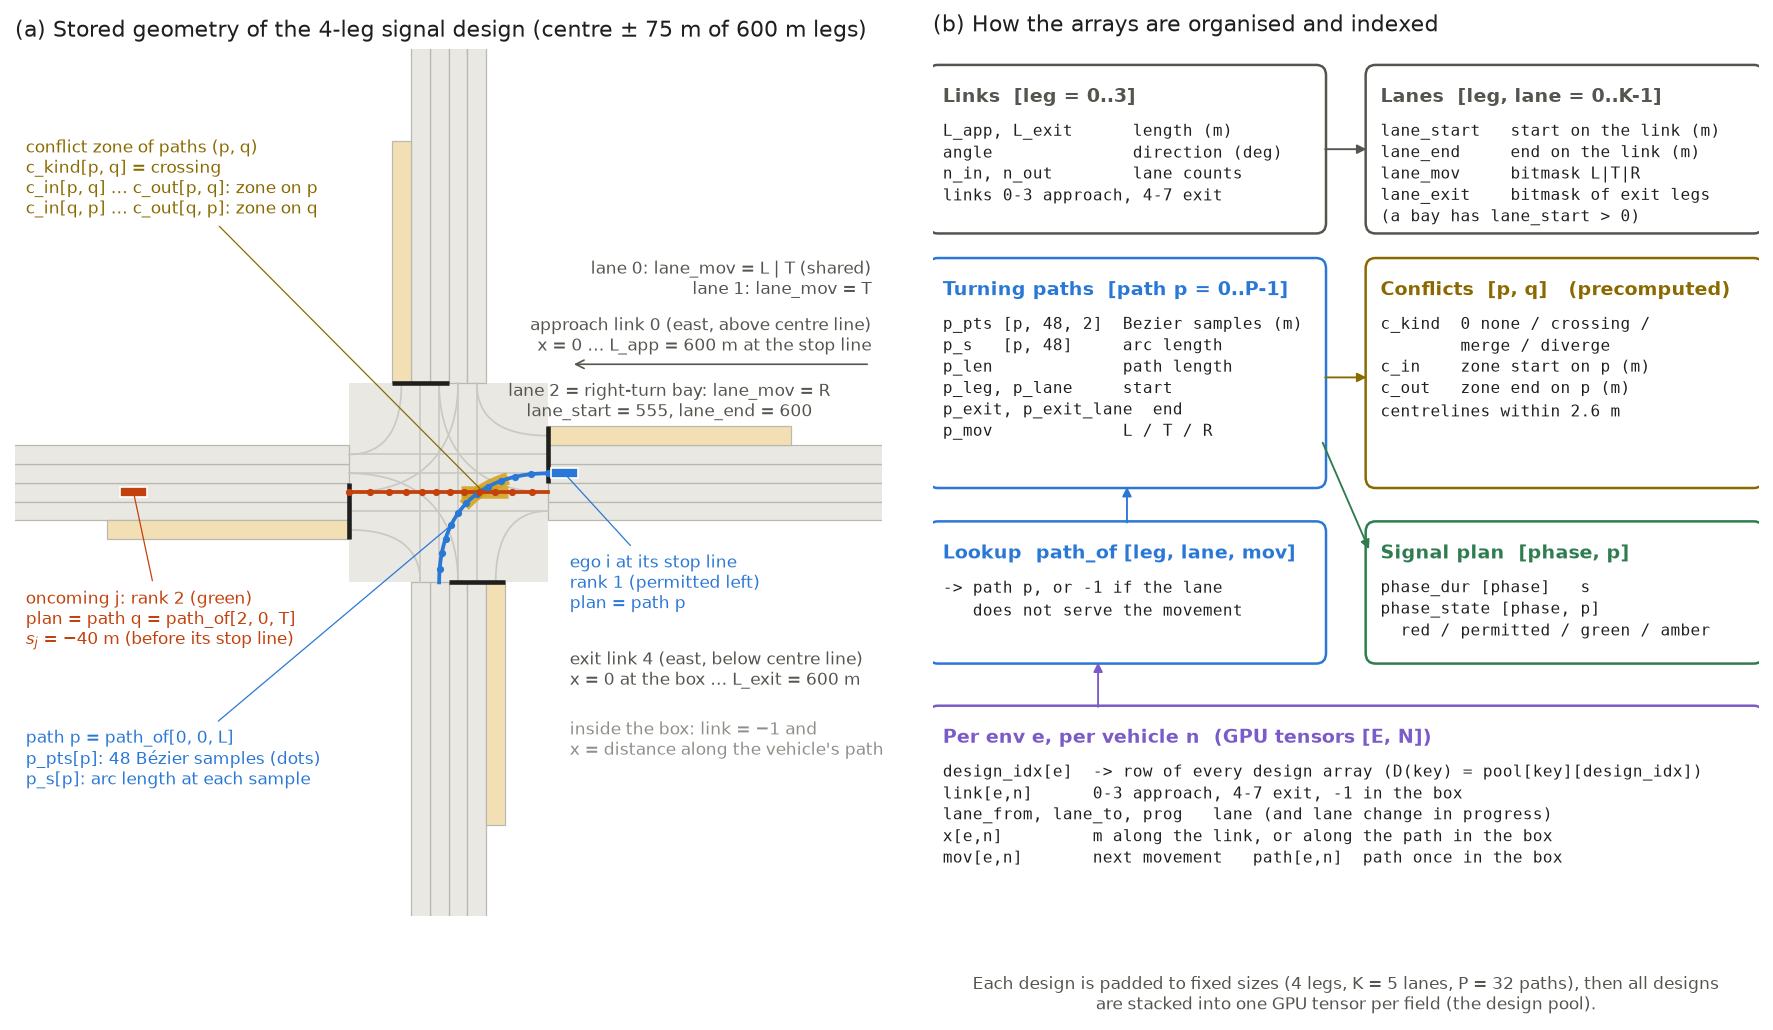 (a) Stored geometry of the 4-leg signal design (centre ± 75 m of 600 m legs)
conflict zone of paths (p, q)
c_kind[p, q] = crossing
c_in[p, q] ... c_out[p, q]: zone on p
c_in[q, p] ... c_out[q, p]: zone on q
lane 0: lane_mov = L | T (shared)
lane 1: lane_mov = T
approach link 0 (east, above centre line)
x = 0 ... L_app = 600 m at the stop line
lane 2 = right-turn bay: lane_mov = R
lane_start = 555, lane_end = 600
ego i at its stop line
rank 1 (permitted left)
plan = path p
oncoming j: rank 2 (green)
plan = path q = path_of[2, 0, T]
sⱼ = −40 m (before its stop line)
exit link 4 (east, below centre line)
x = 0 at the box ... L_exit = 600 m
inside the box: link = −1 and
x = distance along the vehicle's path
path p = path_of[0, 0, L]
p_pts[p]: 48 Bézier samples (dots)
p_s[p]: arc length at each sample
(b) How the arrays are organised and indexed
Links [leg = 0..3]
L_app, L_exit length (m)
angle direction (deg)
n_in, n_out lane counts
links 0-3 approach, 4-7 exit
Lanes [leg, lane = 0..K-1]
lane_start start on the link (m)
lane_end end on the link (m)
lane_mov bitmask L|T|R
lane_exit bitmask of exit legs
(a bay has lane_start > 0)
Turning paths [path p = 0..P-1]
p_pts [p, 48, 2] Bezier samples (m)
p_s [p, 48] arc length
p_len path length
p_leg, p_lane start
p_exit, p_exit_lane end
p_mov L / T / R
Conflicts [p, q] (precomputed)
c_kind 0 none / crossing /
merge / diverge
c_in zone start on p (m)
c_out zone end on p (m)
centrelines within 2.6 m
Lookup path_of [leg, lane, mov]
-> path p, or -1 if the lane
does not serve the movement
Signal plan [phase, p]
phase_dur [phase] s
phase_state [phase, p]
red / permitted / green / amber
Per env e, per vehicle n (GPU tensors [E, N])
design_idx[e] -> row of every design array (D(key) = pool[key][design_idx])
link[e,n] 0-3 approach, 4-7 exit, -1 in the box
lane_from, lane_to, prog lane (and lane change in progress)
x[e,n] m along the link, or along the path in the box
mov[e,n] next movement path[e,n] path once in the box
Each design is padded to fixed sizes (4 legs, K = 5 lanes, P = 32 paths), then all designs
are stacked into one GPU tensor per field (the design pool).